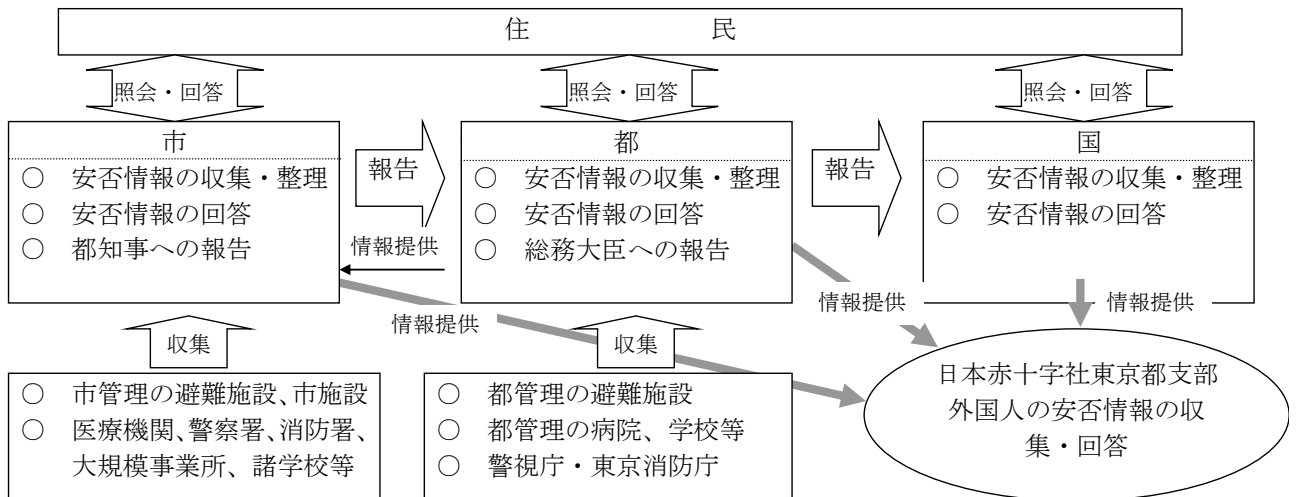 住　　　民
照会・回答
照会・回答
照会・回答
市
○　安否情報の収集・整理
○　安否情報の回答
○　都知事への報告
報告
情報提供
都
○　安否情報の収集・整理
○　安否情報の回答
○　総務大臣への報告
報告
国
○　安否情報の収集・整理
○　安否情報の回答
情報提供
情報提供
情報提供
収集
収集
○　市管理の避難施設、市施設
○　医療機関、警察署、消防署、
大規模事業所、諸学校等
○　都管理の避難施設
○　都管理の病院、学校等
○　警視庁・東京消防庁
日本赤十字社東京都支部
外国人の安否情報の収
集・回答